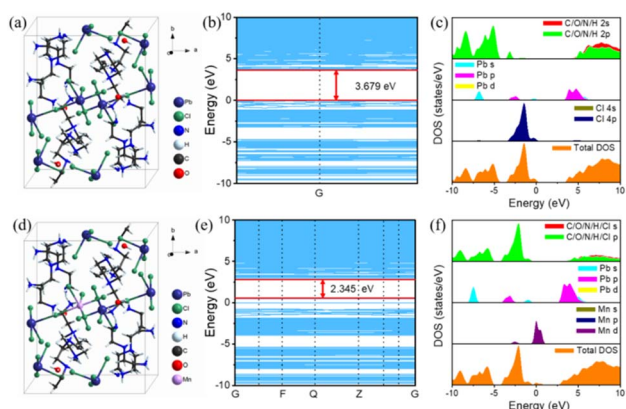 (a)
b
a
Pb
Cl
N
H
C
O
(b)
Energy (eV)
10
5
0
-5
-10
3.679 eV
G
(c)
DOS (states/eV)
C/O/N/H 2s
C/O/N/H 2p
Pb s
Pb p
Pb d
Cl 4s
Cl 4p
Total DOS
-10 -5 0 5 10
Energy (eV)
(d)
b
a
Pb
Cl
N
H
C
O
Mn
(e)
Energy (eV)
10
5
0
-5
-10
2.345 eV
G F Q Z G
(f)
DOS (states/eV)
C/O/N/H/Cl s
C/O/N/H/Cl p
Pb s
Pb p
Pb d
Mn s
Mn p
Mn d
Total DOS
-10 -5 0 5 10
Energy (eV)